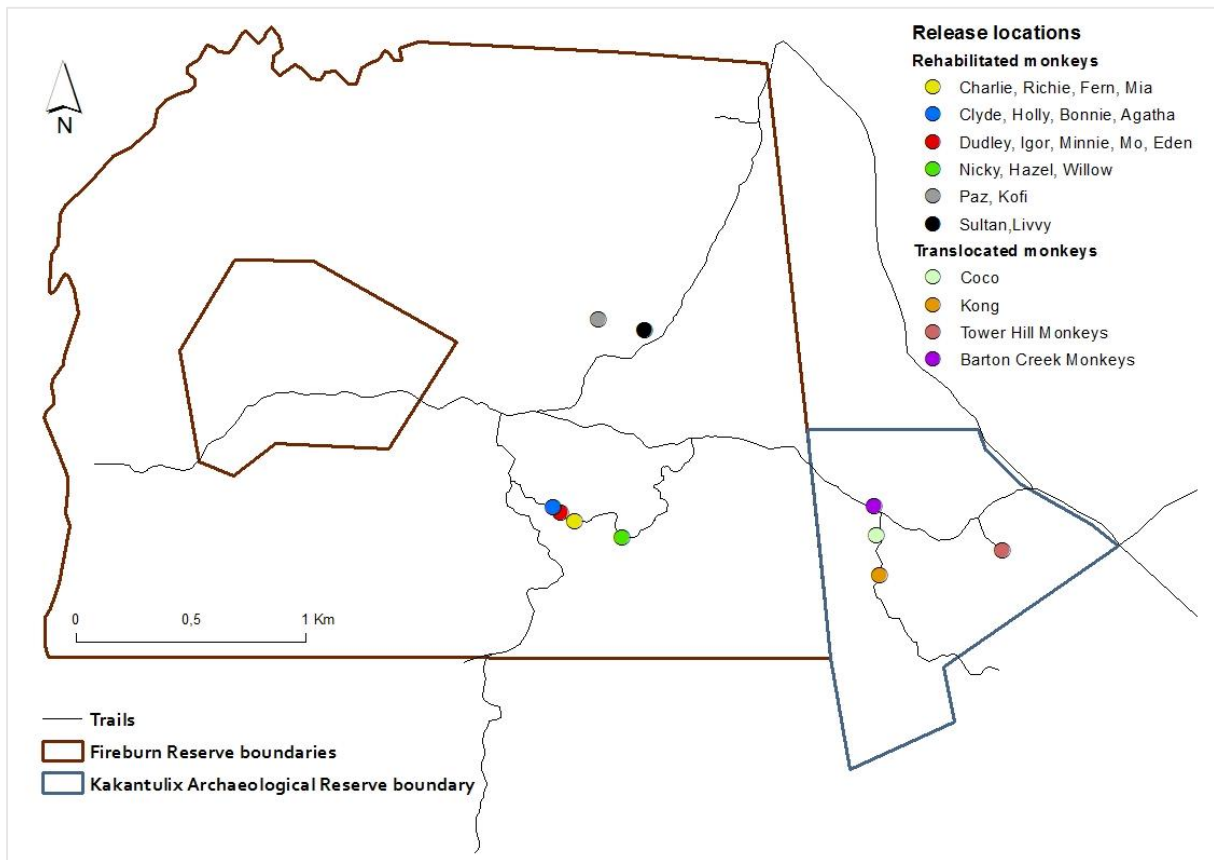 Release locations
Rehabilitated monkeys
Charlie, Richie, Fern, Mia
Clyde, Holly, Bonnie, Agatha
Dudley, Igor, Minnie, Mo, Eden
Nicky, Hazel, Willow
Paz, Kofi
Sultan,Livvy
Translocated monkeys
Coco
Kong
Tower Hill Monkeys
Barton Creek Monkeys
N
0 0,5 1 Km
Trails
Fireburn Reserve boundaries
Kakantulix Archaeological Reserve boundary